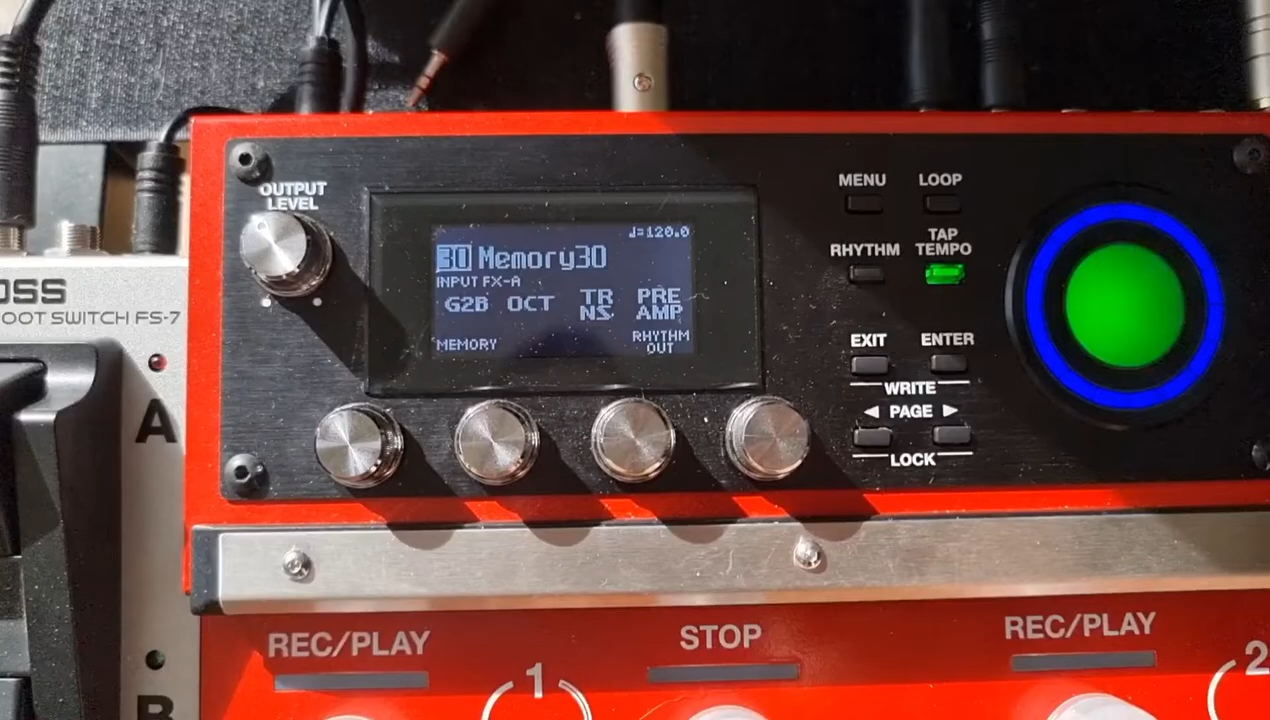 OUTPUT
LEVEL
♩=120.0
30 Memory30
INPUT FX-A
G2B OCT TR
NS PRE
AMP
MEMORY RHYTHM
OUT
MENU LOOP
RHYTHM TAP
TEMPO
EXIT ENTER
WRITE
◀ PAGE ▶
LOCK
OSS
OOT SWITCH FS-7
A
B
REC/PLAY STOP REC/PLAY
1 2